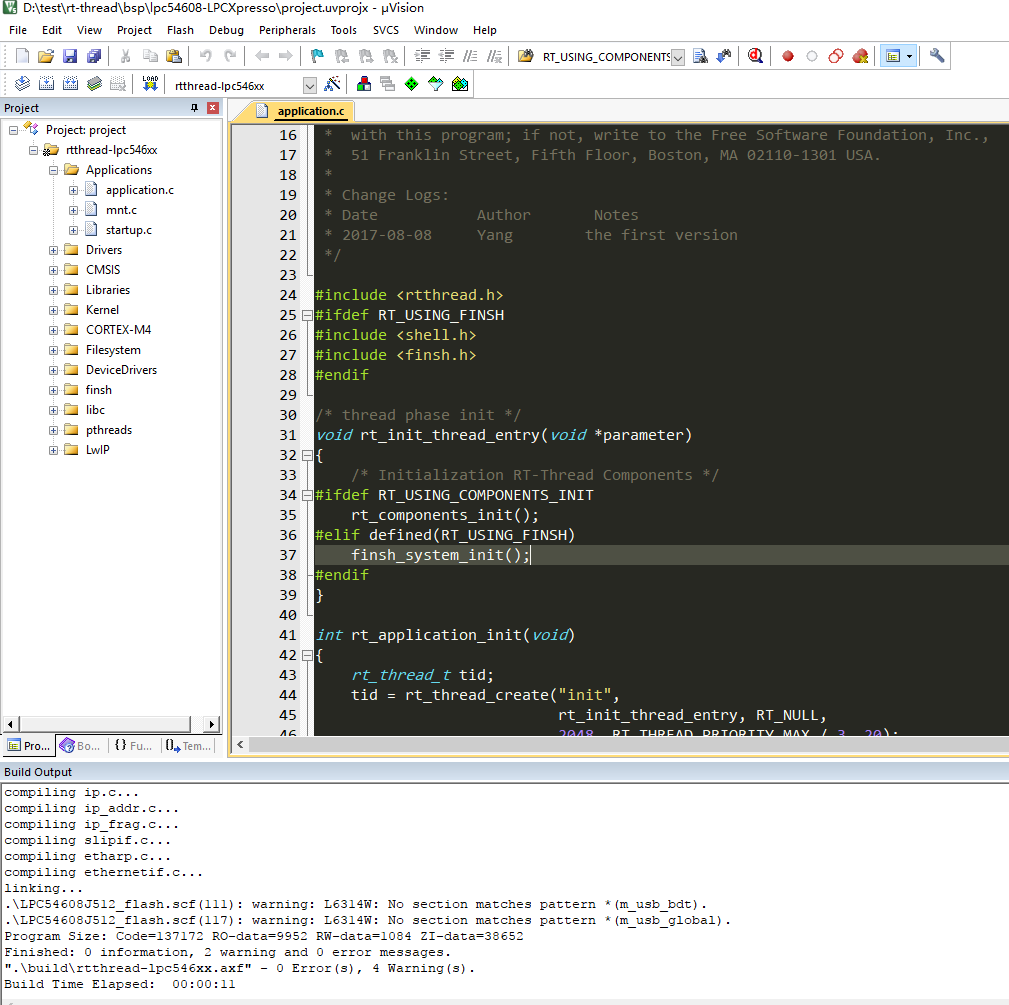 D:\test\rt-thread\bsp\lpc54608-LPCXpresso\project.uvprojx - µVision
File Edit View Project Flash Debug Peripherals Tools SVCS Window Help
RT_USING_COMPONENTS
LOAD rtthread-lpc546xx
Project
application.c
Project: project
rtthread-lpc546xx
Applications
application.c
mnt.c
startup.c
Drivers
CMSIS
Libraries
Kernel
CORTEX-M4
Filesystem
DeviceDrivers
finsh
libc
pthreads
LwIP
Pro... Bo... {} Fu... Tem...
16 * with this program; if not, write to the Free Software Foundation, Inc.,
17 * 51 Franklin Street, Fifth Floor, Boston, MA 02110-1301 USA.
18 *
19 * Change Logs:
20 * Date Author Notes
21 * 2017-08-08 Yang the first version
22 */
23
24 #include <rtthread.h>
25 #ifdef RT_USING_FINSH
26 #include <shell.h>
27 #include <finsh.h>
28 #endif
29
30 /* thread phase init */
31 void rt_init_thread_entry(void *parameter)
32 {
33 /* Initialization RT-Thread Components */
34 #ifdef RT_USING_COMPONENTS_INIT
35 rt_components_init();
36 #elif defined(RT_USING_FINSH)
37 finsh_system_init();
38 #endif
39 }
40
41 int rt_application_init(void)
42 {
43 rt_thread_t tid;
44 tid = rt_thread_create("init",
45 rt_init_thread_entry, RT_NULL,
46 2048, RT_THREAD_PRIORITY_MAX / 3, 20);
Build Output
compiling ip.c...
compiling ip_addr.c...
compiling ip_frag.c...
compiling slipif.c...
compiling etharp.c...
compiling ethernetif.c...
linking...
.\LPC54608J512_flash.scf(111): warning: L6314W: No section matches pattern *(m_usb_bdt).
.\LPC54608J512_flash.scf(117): warning: L6314W: No section matches pattern *(m_usb_global).
Program Size: Code=137172 RO-data=9952 RW-data=1084 ZI-data=38652
Finished: 0 information, 2 warning and 0 error messages.
".\build\rtthread-lpc546xx.axf" - 0 Error(s), 4 Warning(s).
Build Time Elapsed: 00:00:11